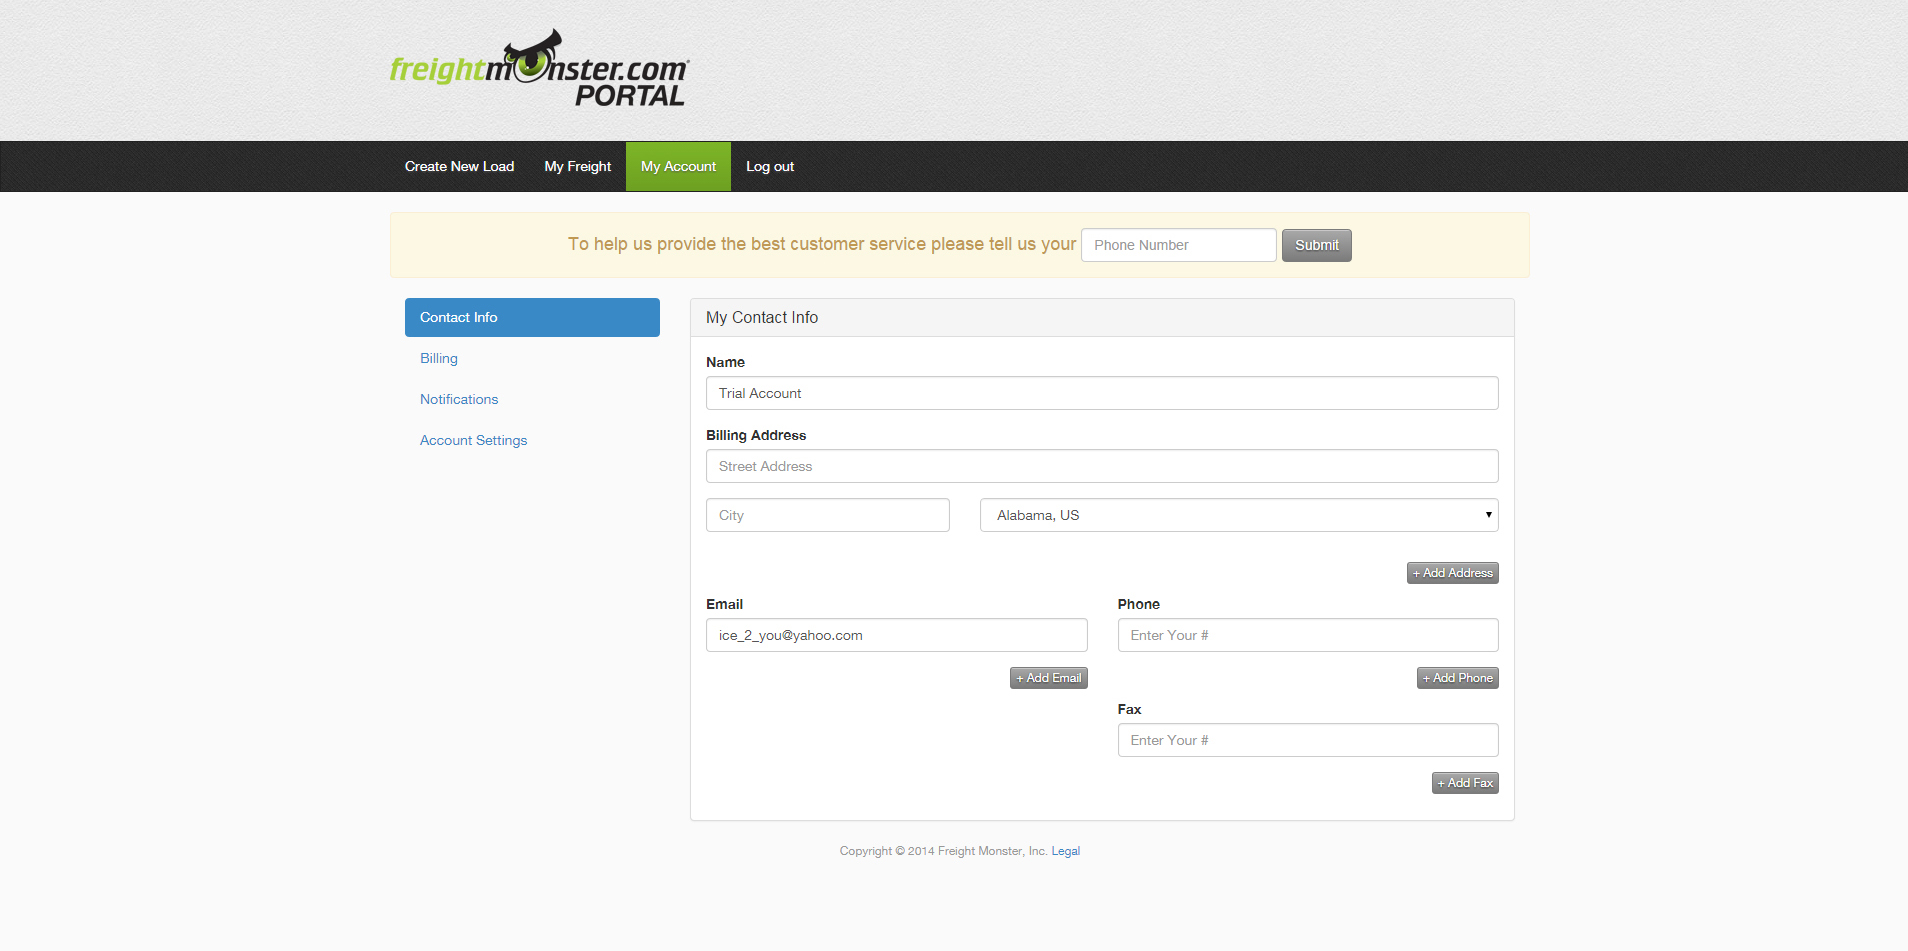 freightmonster.com
PORTAL
Create New Load My Freight My Account Log out
To help us provide the best customer service please tell us your Phone Number Submit
Contact Info
Billing
Notifications
Account Settings
My Contact Info
Name
Trial Account
Billing Address
Street Address
City Alabama, US
+ Add Address
Email Phone
ice_2_you@yahoo.com Enter Your #
+ Add Email + Add Phone
Fax
Enter Your #
+ Add Fax
Copyright © 2014 Freight Monster, Inc. Legal